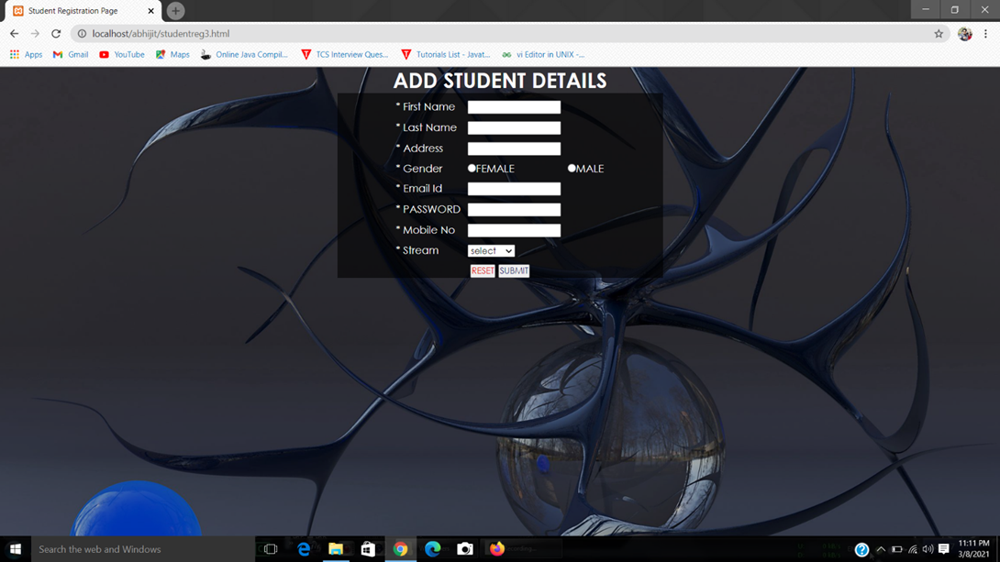 Student Registration Page
localhost/abhijit/studentreg3.html
Apps Gmail YouTube Maps Online Java Compil... TCS Interview Ques... Tutorials List - Javat... vi Editor in UNIX -...
ADD STUDENT DETAILS
* First Name
* Last Name
* Address
* Gender FEMALE MALE
* Email Id
* PASSWORD
* Mobile No
* Stream select
RESET SUBMIT
Search the web and Windows
11:11 PM
3/8/2021